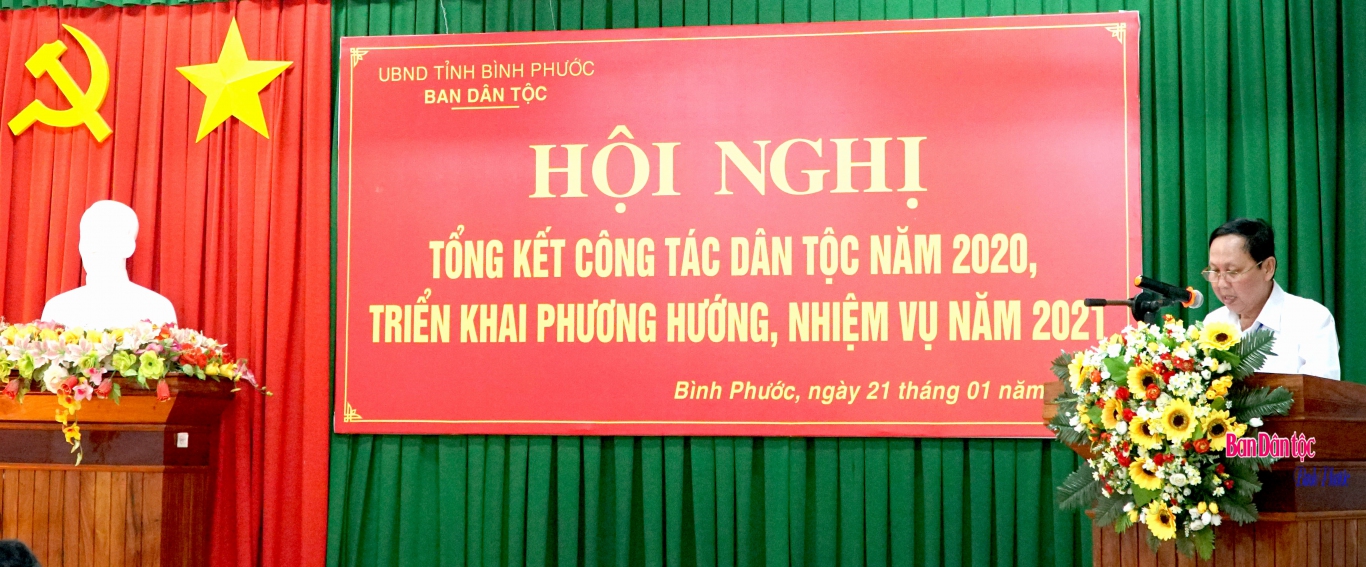 UBND TỈNH BÌNH PHƯỚC
BAN DÂN TỘC
HỘI NGHỊ
TỔNG KẾT CÔNG TÁC DÂN TỘC NĂM 2020,
TRIỂN KHAI PHƯƠNG HƯỚNG, NHIỆM VỤ NĂM 2021
Bình Phước, ngày 21 tháng 01 năm
Ban Dân tộc